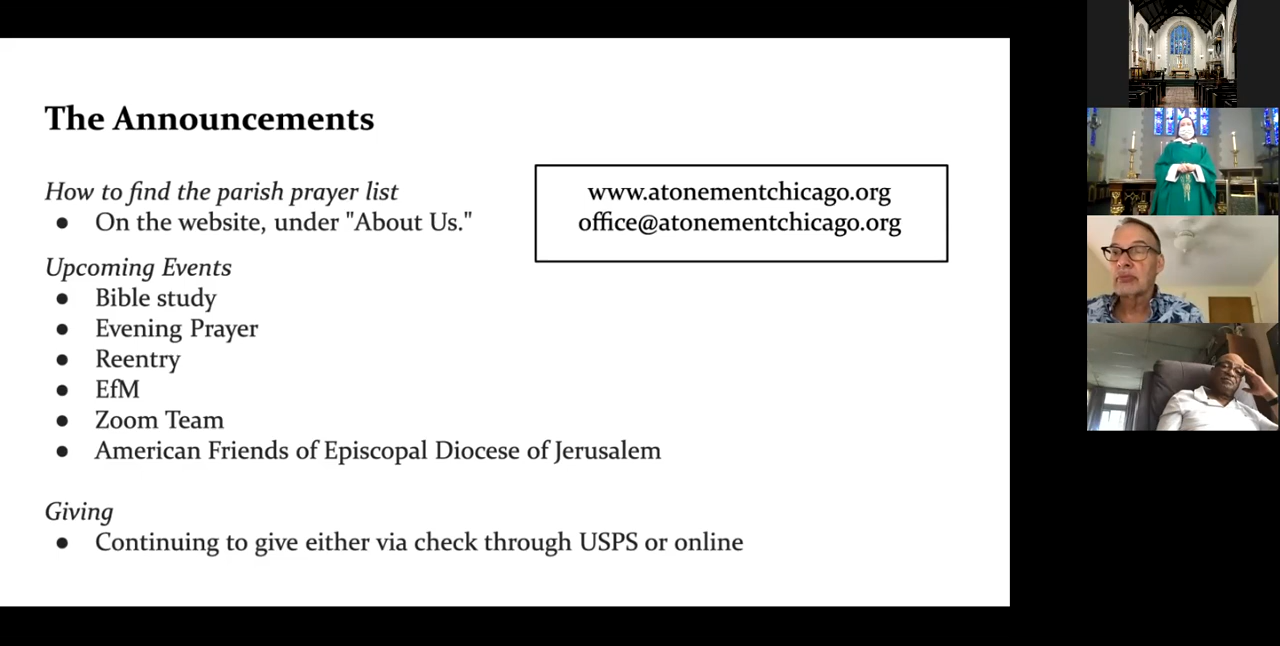 The Announcements
How to find the parish prayer list
● On the website, under "About Us."
www.atonementchicago.org
office@atonementchicago.org
Upcoming Events
● Bible study
● Evening Prayer
● Reentry
● EfM
● Zoom Team
● American Friends of Episcopal Diocese of Jerusalem
Giving
● Continuing to give either via check through USPS or online